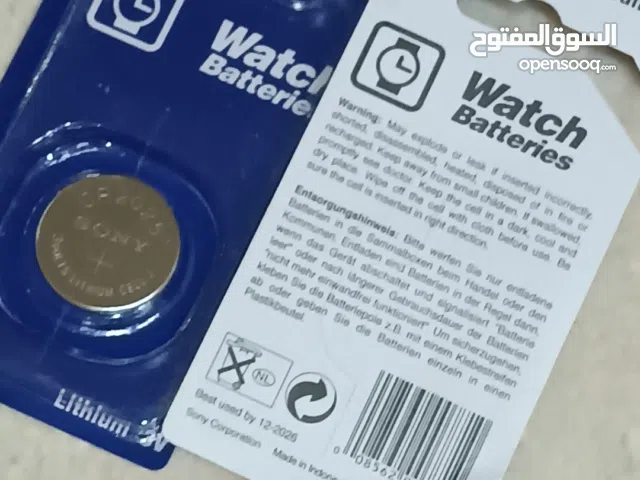 السوق المفتوح
opensooq.com
Watch
Batteries
SONY
+
LITHIUM CELL
Lithium 3V
Watch
Batteries
Warning: May explode or leak if inserted incorrectly,
shorted, disassembled, heated, disposed of in fire or
recharged. Keep away from small children. If swallowed,
promptly see doctor. Keep the cell in a dark, cool and
dry place. Wipe off the cell with cloth before use. Be
sure the cell is inserted in right direction.
Entsorgungshinweis: Bitte werfen Sie nur entladene
Batterien in die Sammelboxen beim Handel oder den
Kommunen. Entladen sind Batterien in der Regel dann,
wenn das Gerät abschaltet und signalisiert "Batterie
leer" oder nach längerer Gebrauchsdauer der Batterien
"nicht mehr einwandfrei funktioniert" Um sicherzugehen,
kleben Sie die Batteriepole z.B. mit einem Klebestreifen
ab oder geben Sie die Batterien einzeln in einen
Plastikbeutel.
NL
Best used by 12-2026
Sony Corporation
Made in Indone
0 08562